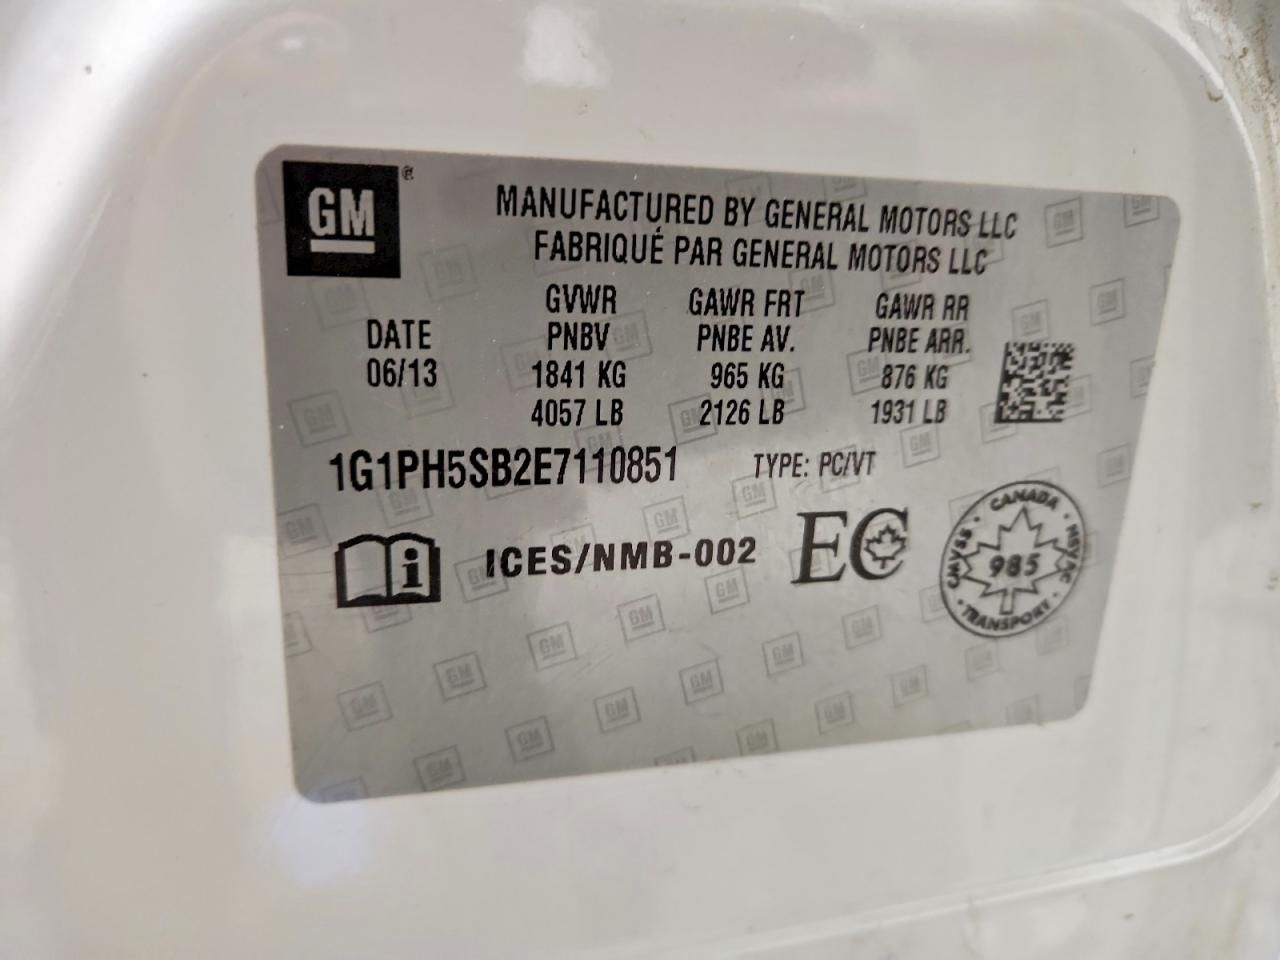 GM
MANUFACTURED BY GENERAL MOTORS LLC
FABRIQUÉ PAR GENERAL MOTORS LLC
DATE
06/13
GVWR
PNBV
1841 KG
4057 LB
GAWR FRT
PNBE AV.
965 KG
2126 LB
GAWR RR
PNBE ARR.
876 KG
1931 LB
1G1PH5SB2E7110851 TYPE: PC/VT
i ICES/NMB-002 EC
CANADA
CMVSS 985 NSVAC
TRANSPORT